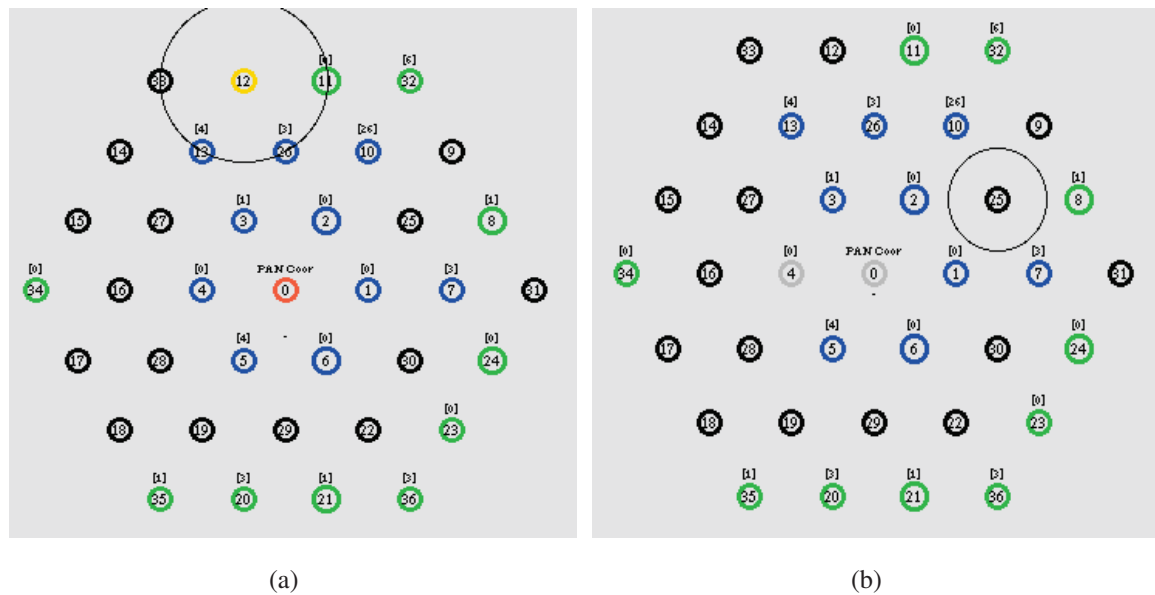 [0] [6]
33 12 11 32
[4] [3] [26]
14 13 26 10 9
[1] [0] [1]
15 27 3 2 25 8
[0] [0] PAN Coor [0] [3]
34 16 4 0 1 7 31
[4] [0] [0]
17 28 5 6 30 24
[0]
18 19 29 22 23
[1] [3] [1] [3]
35 20 21 36
(a)
[0] [6]
33 12 11 32
[4] [3] [26]
14 13 26 10 9
[1] [0] [1]
15 27 3 2 25 8
[0] [0] PAN Coor [0] [3]
34 16 4 0 1 7 31
[4] [0] [0]
17 28 5 6 30 24
[0]
18 19 29 22 23
[1] [3] [1] [3]
35 20 21 36
(b)